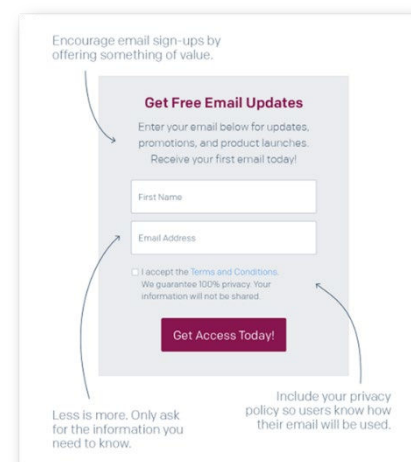 Encourage email sign-ups by
offering something of value.
Get Free Email Updates
Enter your email below for updates,
promotions, and product launches.
Receive your first email today!
First Name
Email Address
I accept the Terms and Conditions.
We guarantee 100% privacy. Your
information will not be shared.
Get Access Today!
Less is more. Only ask
for the information you
need to know.
Include your privacy
policy so users know how
their email will be used.